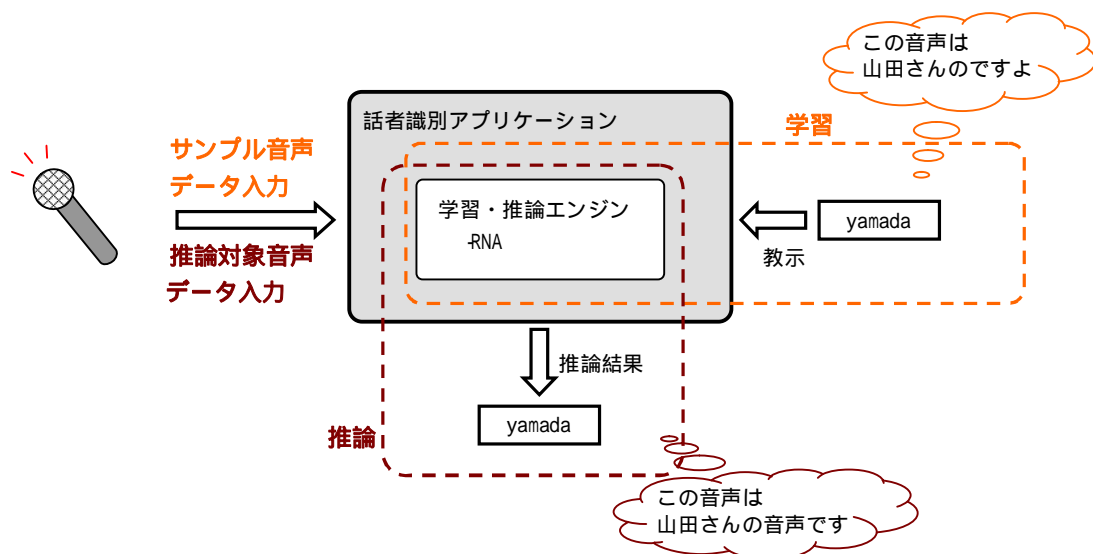 この音声は
山田さんのですよ
話者識別アプリケーション
学習
サンプル音声
データ入力
学習・推論エンジン
-RNA
yamada
教示
推論対象音声
データ入力
推論結果
yamada
推論
この音声は
山田さんの音声です